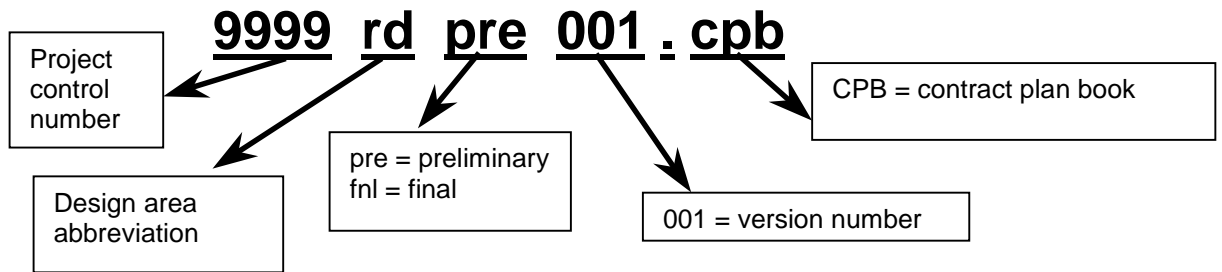 9999 rd pre 001 . cpb
Project
control
number
Design area
abbreviation
pre = preliminary
fnl = final
001 = version number
CPB = contract plan book